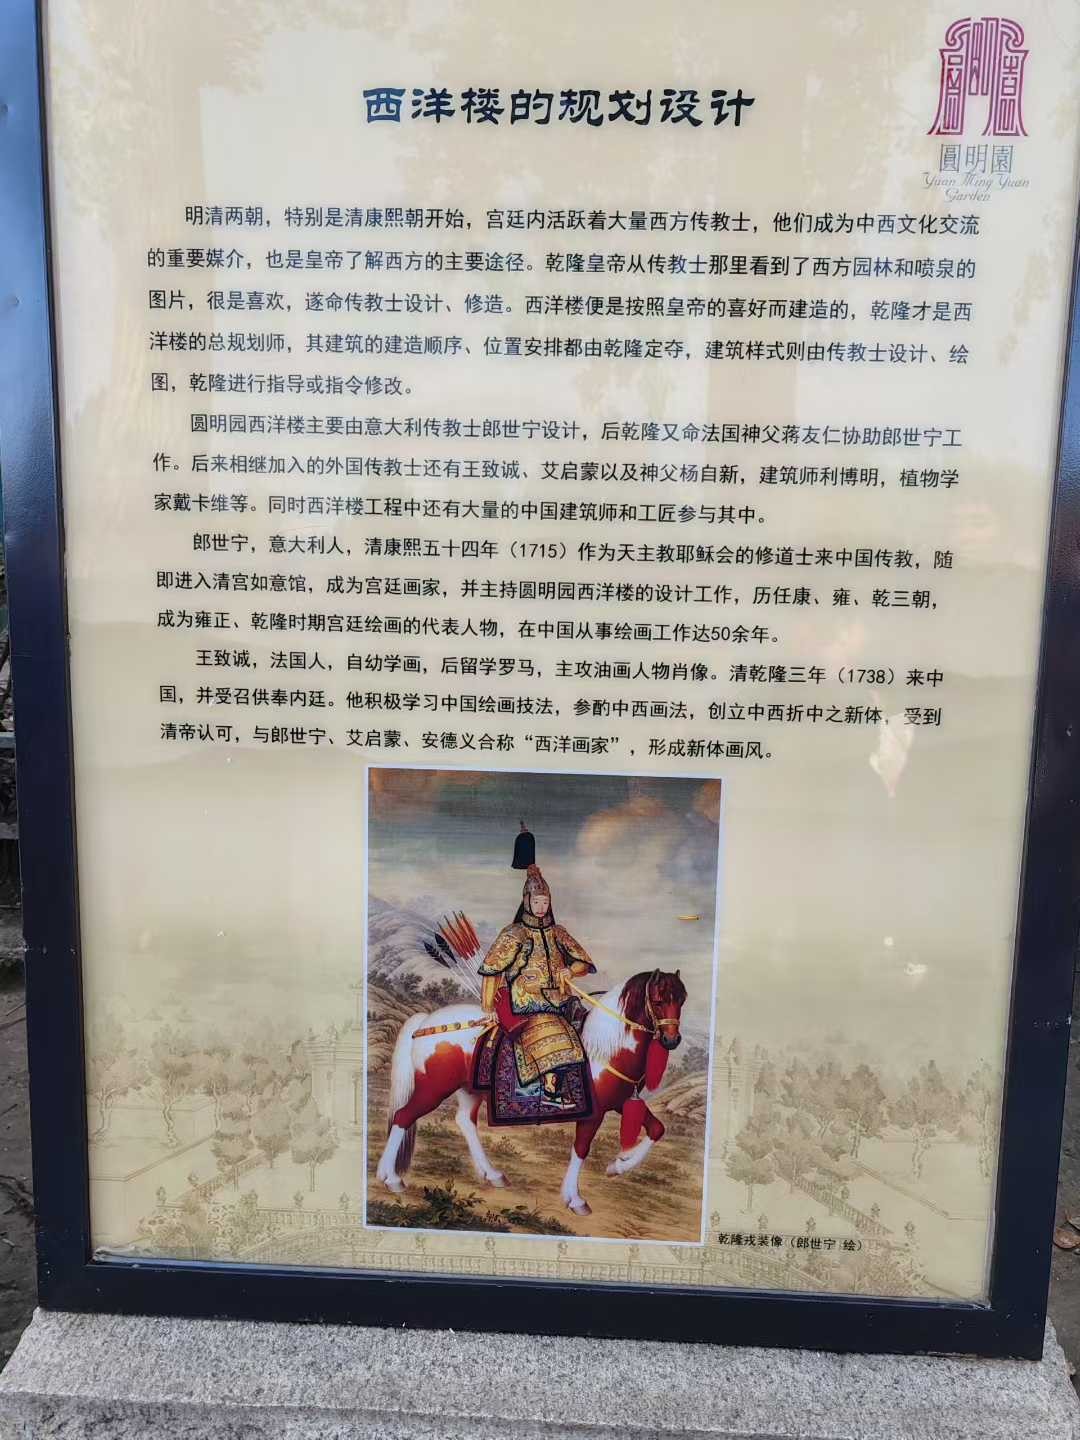 西洋楼的规划设计
圓明園
Yuan Ming Yuan
Garden
明清两朝，特别是清康熙朝开始，宫廷内活跃着大量西方传教士，他们成为中西文化交流
的重要媒介，也是皇帝了解西方的主要途径。乾隆皇帝从传教士那里看到了西方园林和喷泉的
图片，很是喜欢，遂命传教士设计、修造。西洋楼便是按照皇帝的喜好而建造的，乾隆才是西
洋楼的总规划师，其建筑的建造顺序、位置安排都由乾隆定夺，建筑样式则由传教士设计、绘
图，乾隆进行指导或指令修改。
圆明园西洋楼主要由意大利传教士郎世宁设计，后乾隆又命法国神父蒋友仁协助郎世宁工
作。后来相继加入的外国传教士还有王致诚、艾启蒙以及神父杨自新，建筑师利博明，植物学
家戴卡维等。同时西洋楼工程中还有大量的中国建筑师和工匠参与其中。
郎世宁，意大利人，清康熙五十四年（1715）作为天主教耶稣会的修道士来中国传教，随
即进入清宫如意馆，成为宫廷画家，并主持圆明园西洋楼的设计工作，历任康、雍、乾三朝，
成为雍正、乾隆时期宫廷绘画的代表人物，在中国从事绘画工作达50余年。
王致诚，法国人，自幼学画，后留学罗马，主攻油画人物肖像。清乾隆三年（1738）来中
国，并受召供奉内廷。他积极学习中国绘画技法，参酌中西画法，创立中西折中之新体，受到
清帝认可，与郎世宁、艾启蒙、安德义合称“西洋画家”，形成新体画风。
乾隆戎装像（郎世宁 绘）